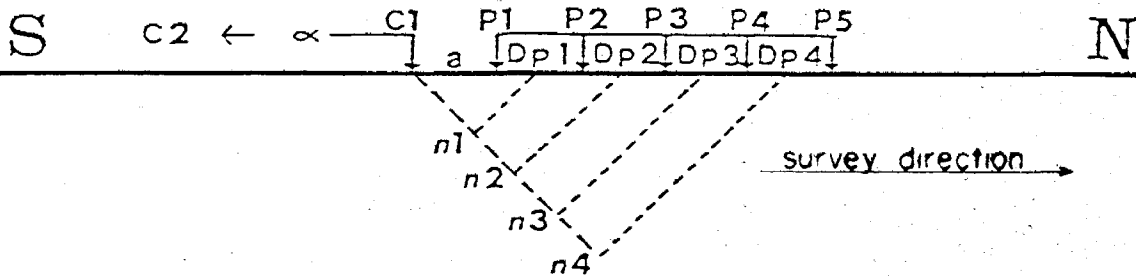 S C2 ← ∝ C1 P1 P2 P3 P4 P5 N
a Dp1 Dp2 Dp3 Dp4
n1
survey direction
n2
n3
n4